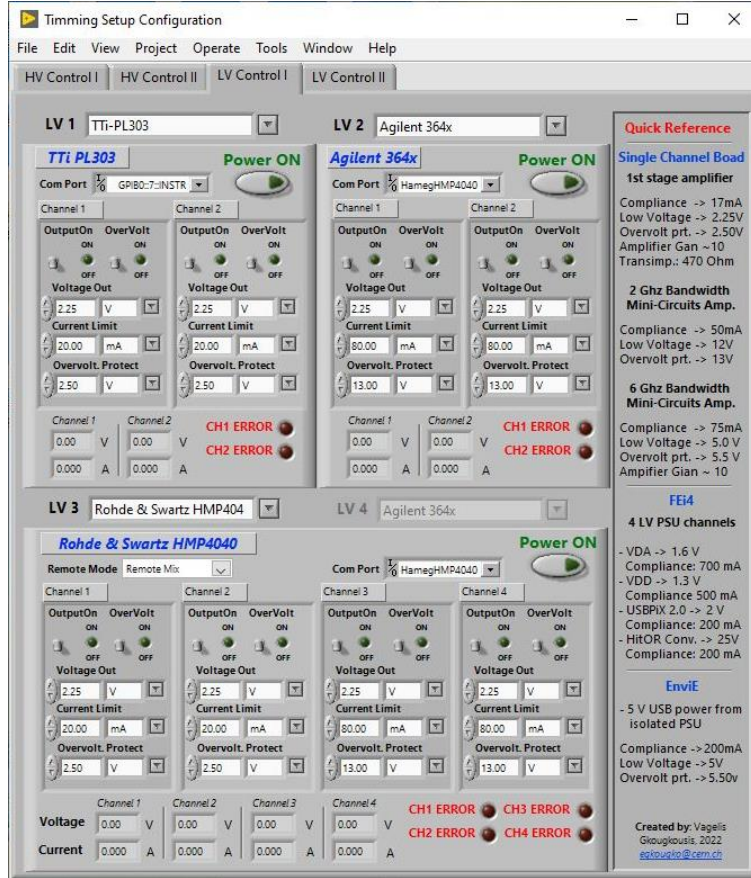 Timming Setup Configuration
File Edit View Project Operate Tools Window Help
HV Control I HV Control II LV Control I LV Control II
LV 1 TTi-PL303 LV 2 Agilent 364x
TTi PL303 Power ON
Com Port GPIB0::7::INSTR
Channel 1 Channel 2
OutputOn OverVolt OutputOn OverVolt
ON ON
OFF OFF
Voltage Out Voltage Out
2.25 V 2.25 V
Current Limit Current Limit
20.00 mA 20.00 mA
Overvolt. Protect Overvolt. Protect
2.50 V 2.50 V
Channel 1 Channel 2
0.00 V 0.00 V CH1 ERROR
0.000 A 0.000 A CH2 ERROR
Agilent 364x Power ON
Com Port HamegHMP4040
Channel 1 Channel 2
OutputOn OverVolt OutputOn OverVolt
ON ON
OFF OFF
Voltage Out Voltage Out
2.25 V 2.25 V
Current Limit Current Limit
80.00 mA 80.00 mA
Overvolt. Protect Overvolt. Protect
13.00 V 13.00 V
Channel 1 Channel 2
0.00 V 0.00 V CH1 ERROR
0.000 A 0.000 A CH2 ERROR
LV 3 Rohde & Swartz HMP404 LV 4 Agilent 364x
Rohde & Swartz HMP4040 Power ON
Remote Mode Remote Mix Com Port HamegHMP4040
Channel 1 Channel 2 Channel 3 Channel 4
OutputOn OverVolt OutputOn OverVolt OutputOn OverVolt OutputOn OverVolt
ON ON ON ON
OFF OFF OFF OFF
Voltage Out Voltage Out Voltage Out Voltage Out
2.25 V 2.25 V 2.25 V 2.25 V
Current Limit Current Limit Current Limit Current Limit
20.00 mA 20.00 mA 80.00 mA 80.00 mA
Overvolt. Protect Overvolt. Protect Overvolt. Protect Overvolt. Protect
2.50 V 2.50 V 13.00 V 13.00 V
Channel 1 Channel 2 Channel 3 Channel 4
Voltage 0.00 V 0.00 V 0.00 V 0.00 V CH1 ERROR CH3 ERROR
Current 0.000 A 0.000 A 0.000 A 0.000 A CH2 ERROR CH4 ERROR
Quick Reference
Single Channel Boad
1st stage amplifier
Compliance -> 17mA
Low Voltage -> 2.25V
Overvolt prt. -> 2.50V
Amplifier Gan ~10
Transimp.: 470 Ohm
2 Ghz Bandwidth
Mini-Circuits Amp.
Compliance -> 50mA
Low Voltage -> 12V
Overvolt prt. -> 13V
6 Ghz Bandwidth
Mini-Circuits Amp.
Compliance -> 75mA
Low Voltage -> 5.0 V
Overvolt prt. -> 5.5 V
Ampifier Gian ~ 10
FEi4
4 LV PSU channels
- VDA -> 1.6 V
Compliance: 700 mA
- VDD -> 1.3 V
Compliance 500 mA
- USBPiX 2.0 -> 2 V
Compliance: 200 mA
- HitOR Conv. -> 25V
Compliance: 200 mA
EnviE
- 5 V USB power from
isolated PSU
Compliance ->200mA
Low Voltage ->5V
Overvolt prt. ->5.50v
Created by: Vagelis
Gkougkousis, 2022
egkougko@cern.ch